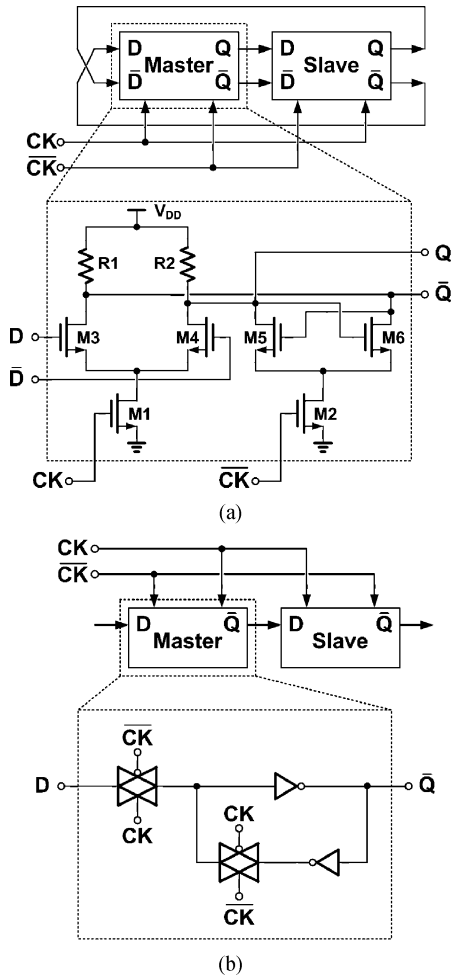 D Q D Q
Master Slave
D̅ Q̅ D̅ Q̅
CK
C̅K̅
V_DD
R1 R2
Q
Q̅
D M3 M4 M5 M6
D̅
M1 M2
CK C̅K̅
(a)
CK
C̅K̅
D Q̅ D Q̅
Master Slave
C̅K̅
D Q̅
CK CK
C̅K̅
(b)